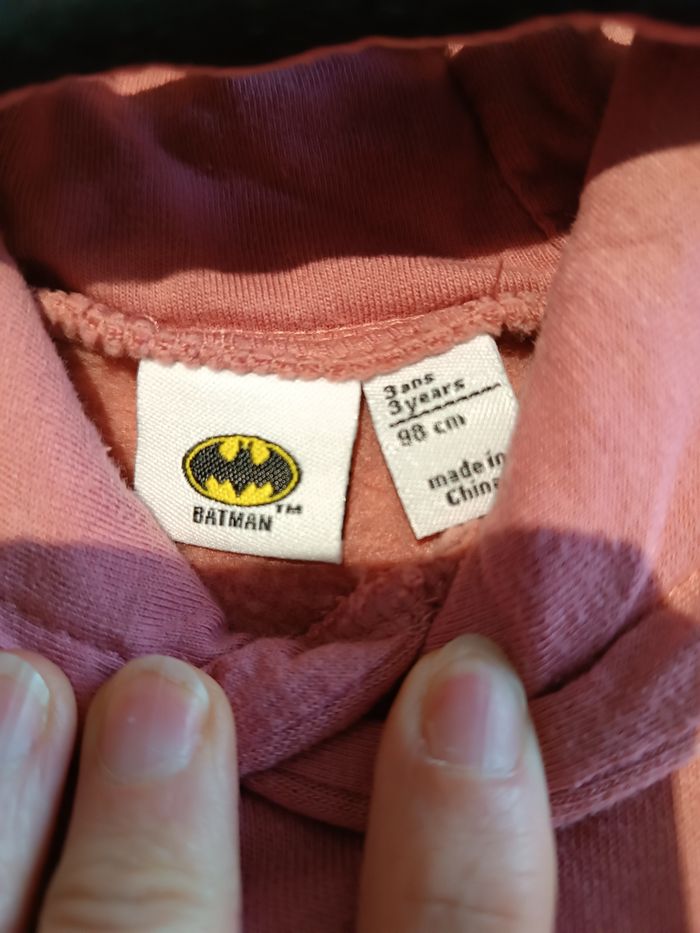 BATMAN™
3 ans
3 years
98 cm
made in
China